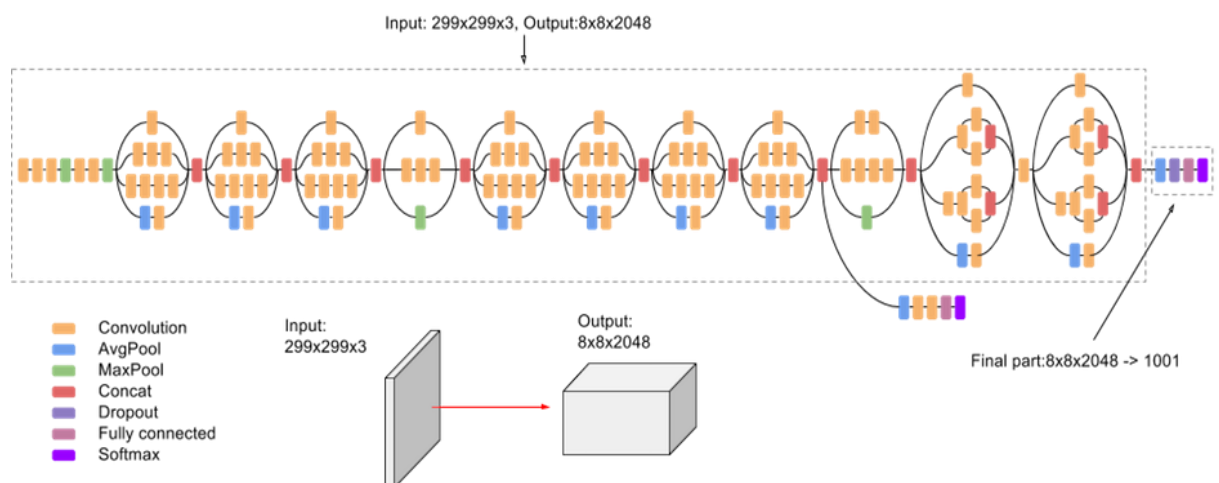 Input: 299x299x3, Output:8x8x2048
Convolution
AvgPool
MaxPool
Concat
Dropout
Fully connected
Softmax
Input:
299x299x3
Output:
8x8x2048
Final part:8x8x2048 -> 1001